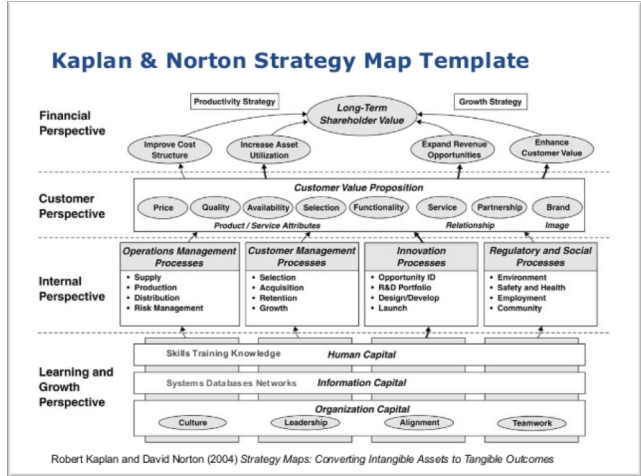 Kaplan & Norton Strategy Map Template
Financial
Perspective
Productivity Strategy
Long-Term
Shareholder Value
Growth Strategy
Improve Cost
Structure
Increase Asset
Utilization
Expand Revenue
Opportunities
Enhance
Customer Value
Customer
Perspective
Customer Value Proposition
Price
Quality
Availability
Selection
Functionality
Service
Partnership
Brand
Product / Service Attributes
Relationship
Image
Internal
Perspective
Operations Management
Processes
• Supply
• Production
• Distribution
• Risk Management
Customer Management
Processes
• Selection
• Acquisition
• Retention
• Growth
Innovation
Processes
• Opportunity ID
• R&D Portfolio
• Design/Develop
• Launch
Regulatory and Social
Processes
• Environment
• Safety and Health
• Employment
• Community
Learning and
Growth
Perspective
Skills Training Knowledge Human Capital
Systems Databases Networks Information Capital
Organization Capital
Culture
Leadership
Alignment
Teamwork
Robert Kaplan and David Norton (2004) Strategy Maps: Converting Intangible Assets to Tangible Outcomes